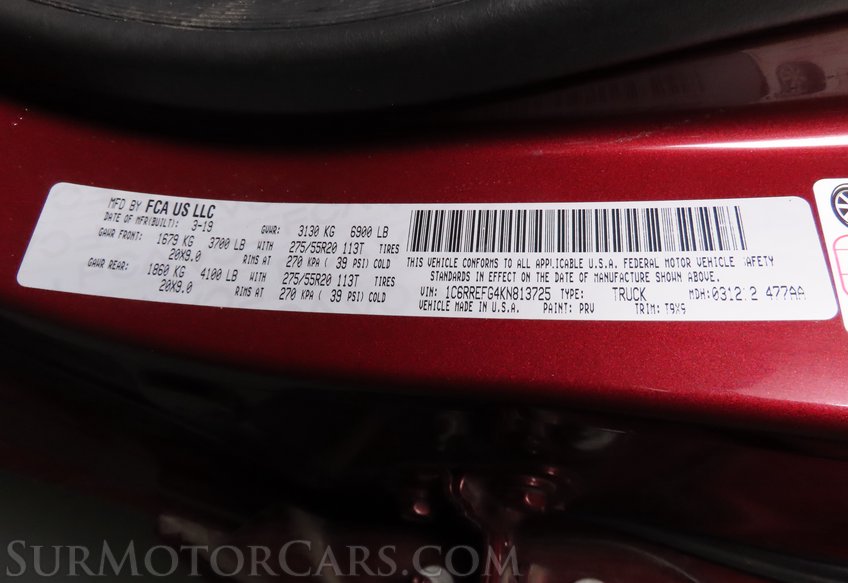 MFD BY FCA US LLC
DATE OF MFR(BUILT): 3-19 GVWR: 3130 KG 6900 LB
GAWR FRONT: 1679 KG 3700 LB WITH 275/55R20 113T TIRES
20X9.0 RIMS AT 270 KPA ( 39 PSI) COLD
GAWR REAR: 1860 KG 4100 LB WITH 275/55R20 113T TIRES
20X9.0 RIMS AT 270 KPA ( 39 PSI) COLD
THIS VEHICLE CONFORMS TO ALL APPLICABLE U.S.A. FEDERAL MOTOR VEHICLE SAFETY
STANDARDS IN EFFECT ON THE DATE OF MANUFACTURE SHOWN ABOVE.
VIN: 1C6RREFG4KN813725 TYPE: TRUCK MDH: 477AA
VEHICLE MADE IN U.S.A. PAINT: PRV TRIM: T9X9
SurMotorCars.com